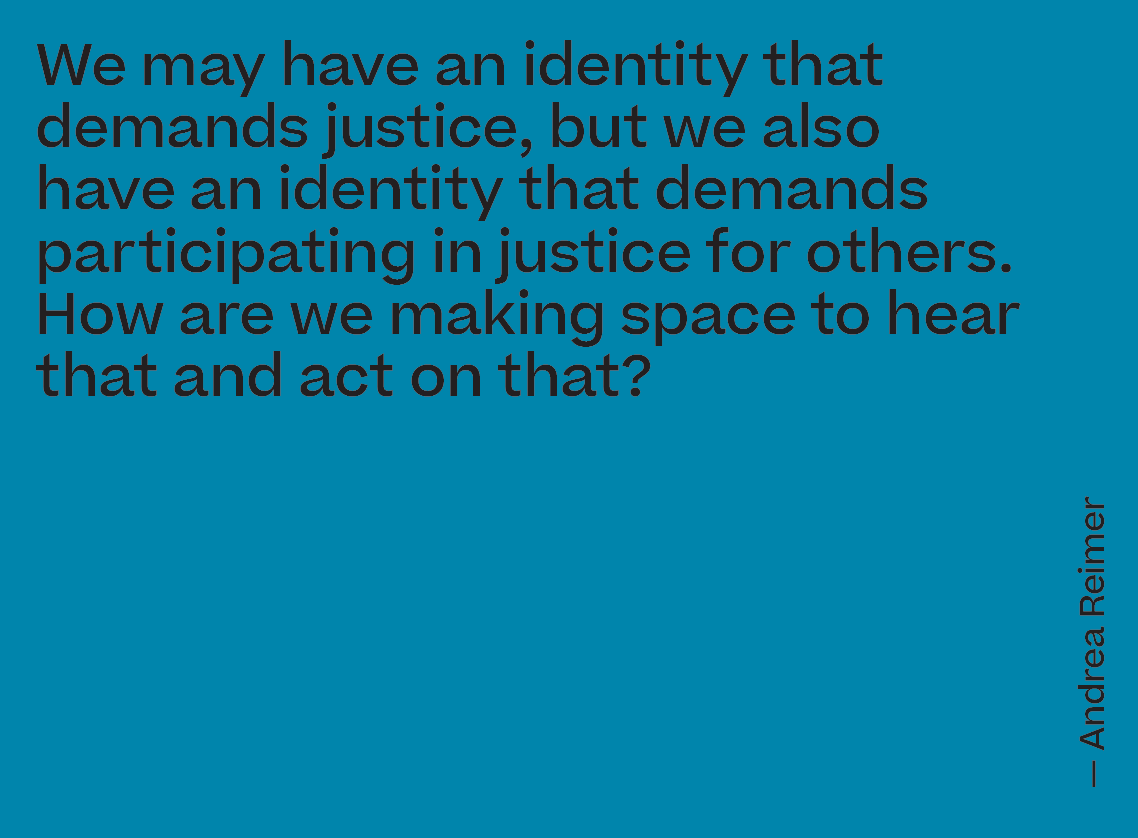 We may have an identity that
demands justice, but we also
have an identity that demands
participating in justice for others.
How are we making space to hear
that and act on that?
— Andrea Reimer